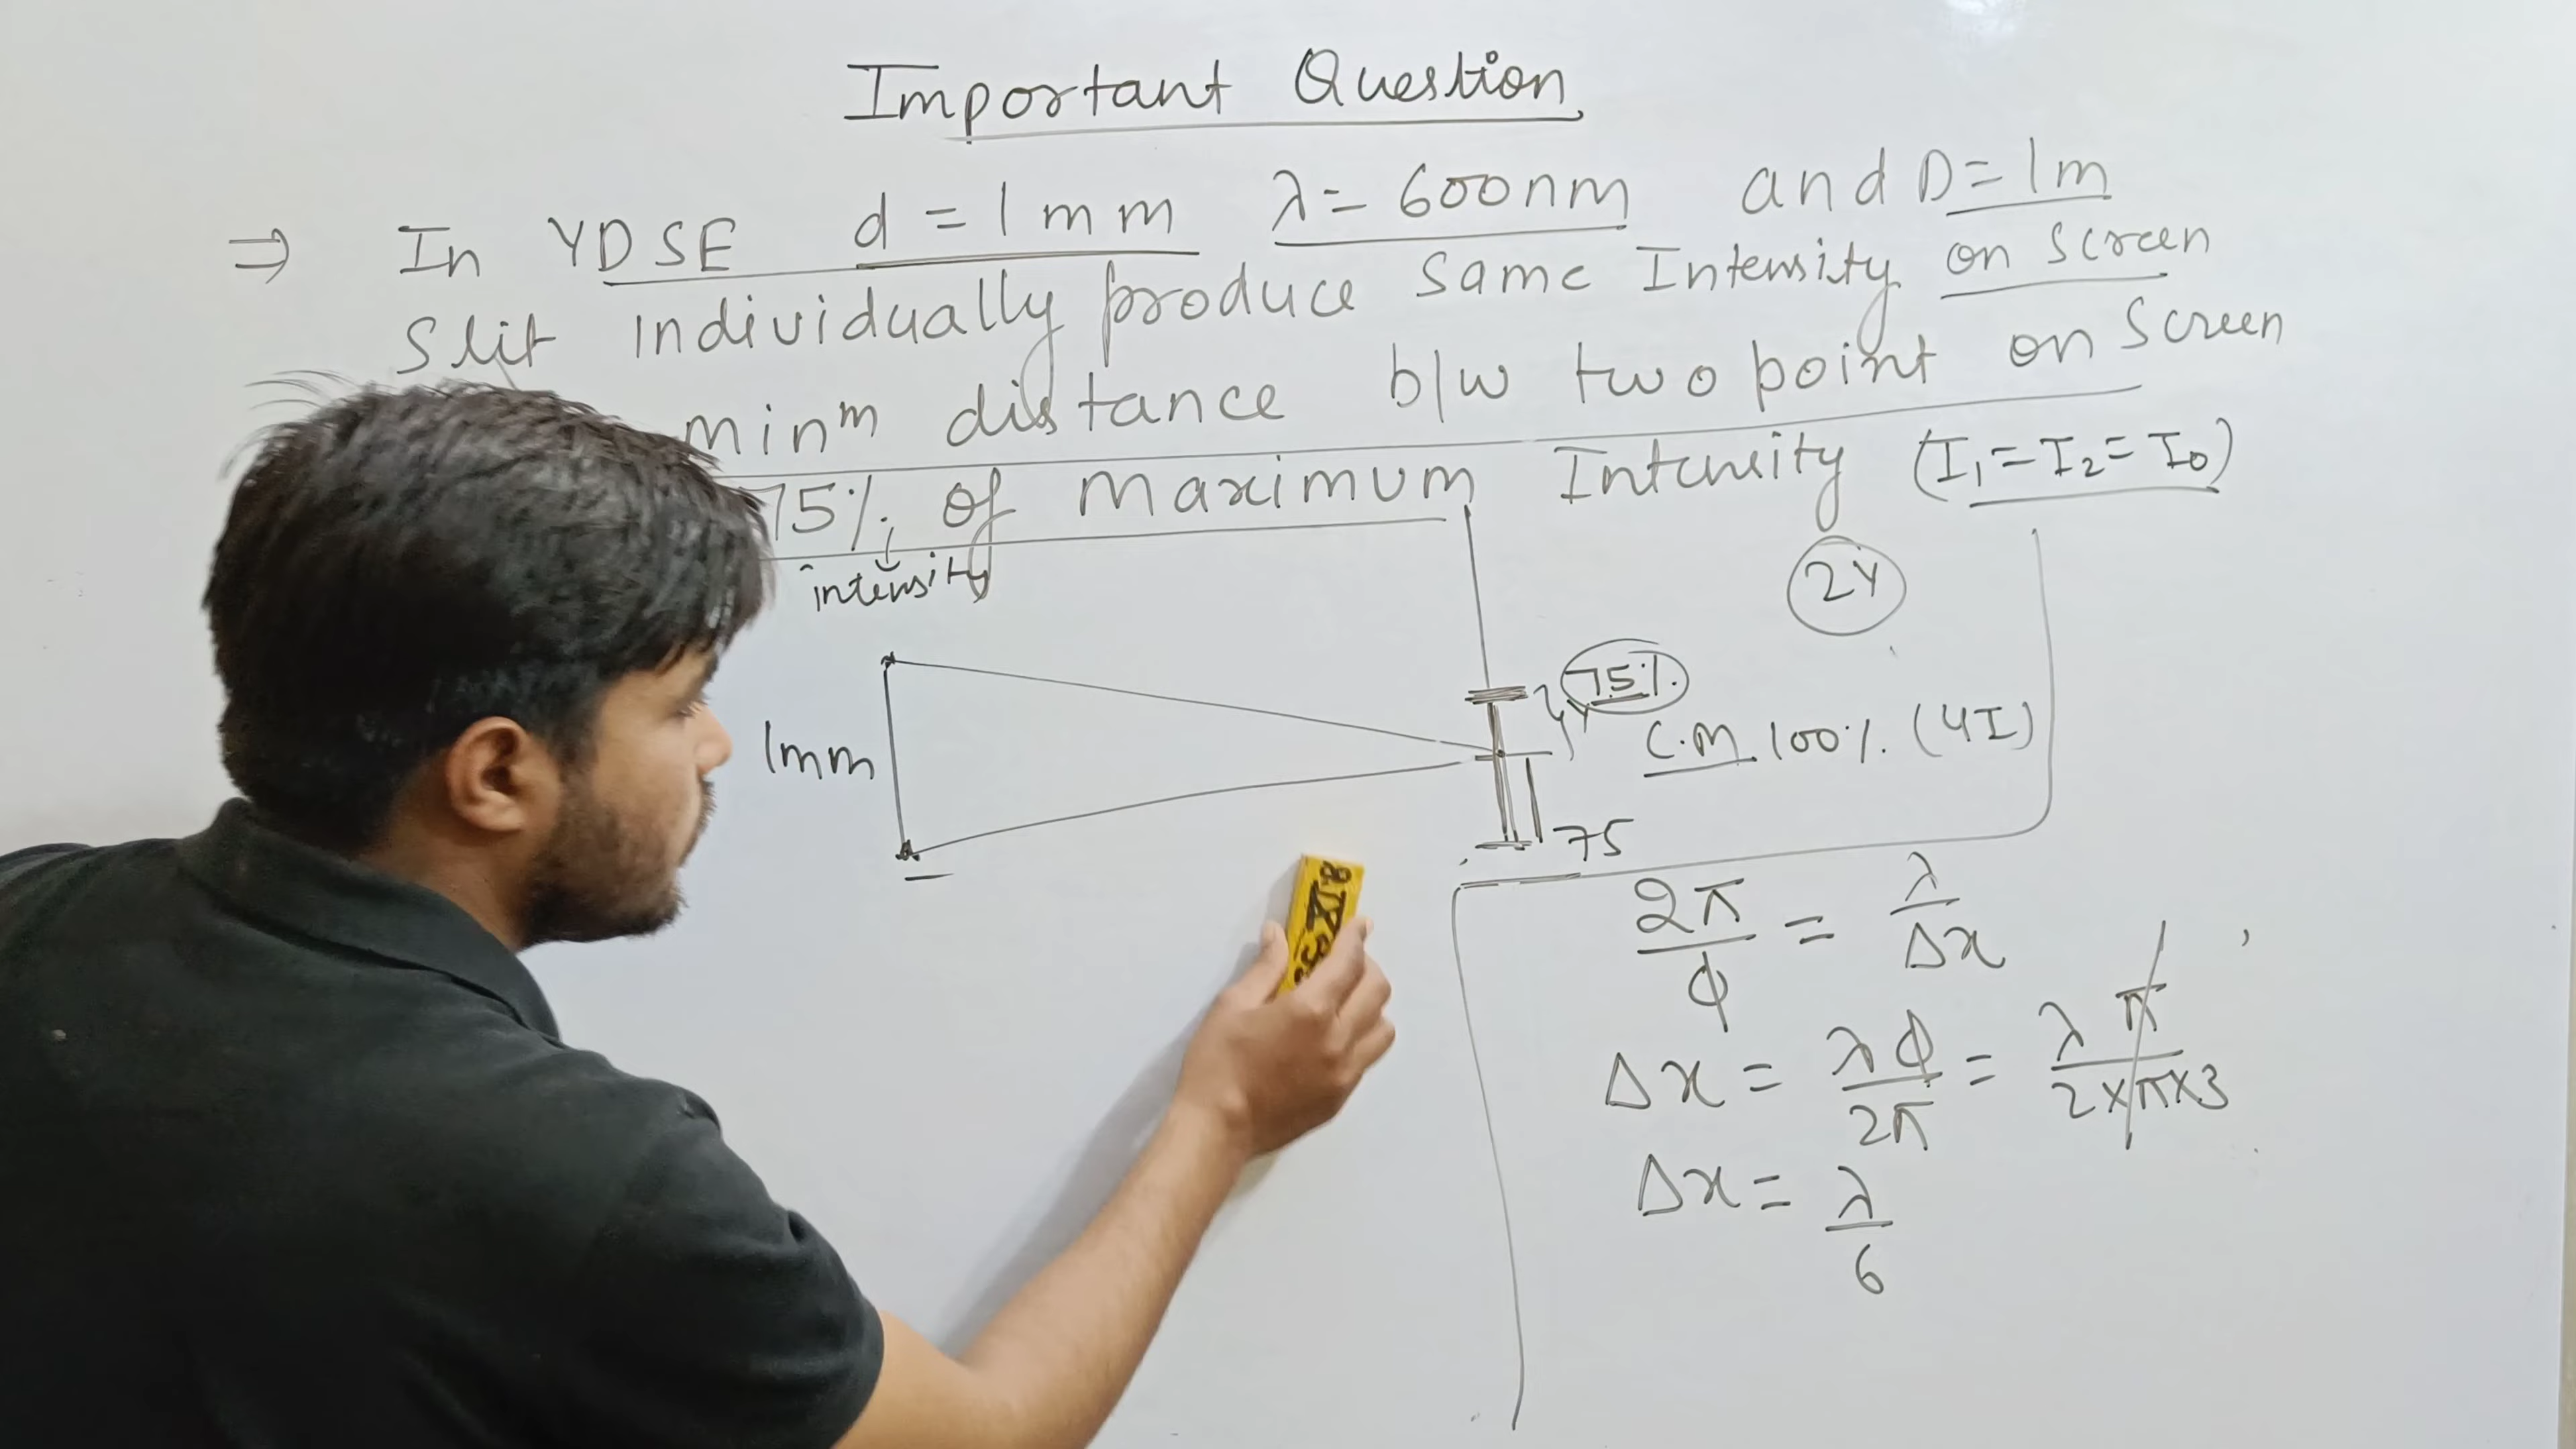 Important Question
⇒ In YDSE d = 1mm λ = 600nm and D = 1m
Slit individually produce same Intensity on screen
minᵐ distance b/w two point on Screen
75% of maximum Intensity (I₁ = I₂ = I₀)
intensity
2Y
75%
Y
1mm
C.M 100% (4I)
75
2π/ϕ = λ/Δx
Δx = λϕ/2π = λπ/2×π×3
Δx = λ/6